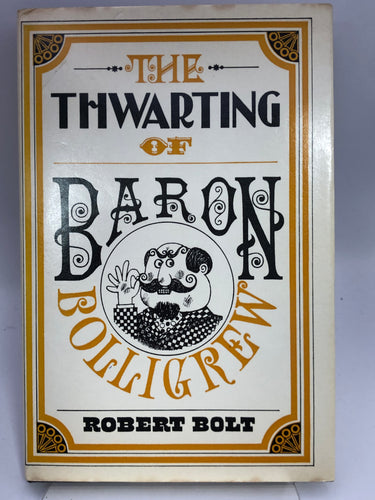 THE
THWARTING
OF
BARON
BOLLIGREW
ROBERT BOLT